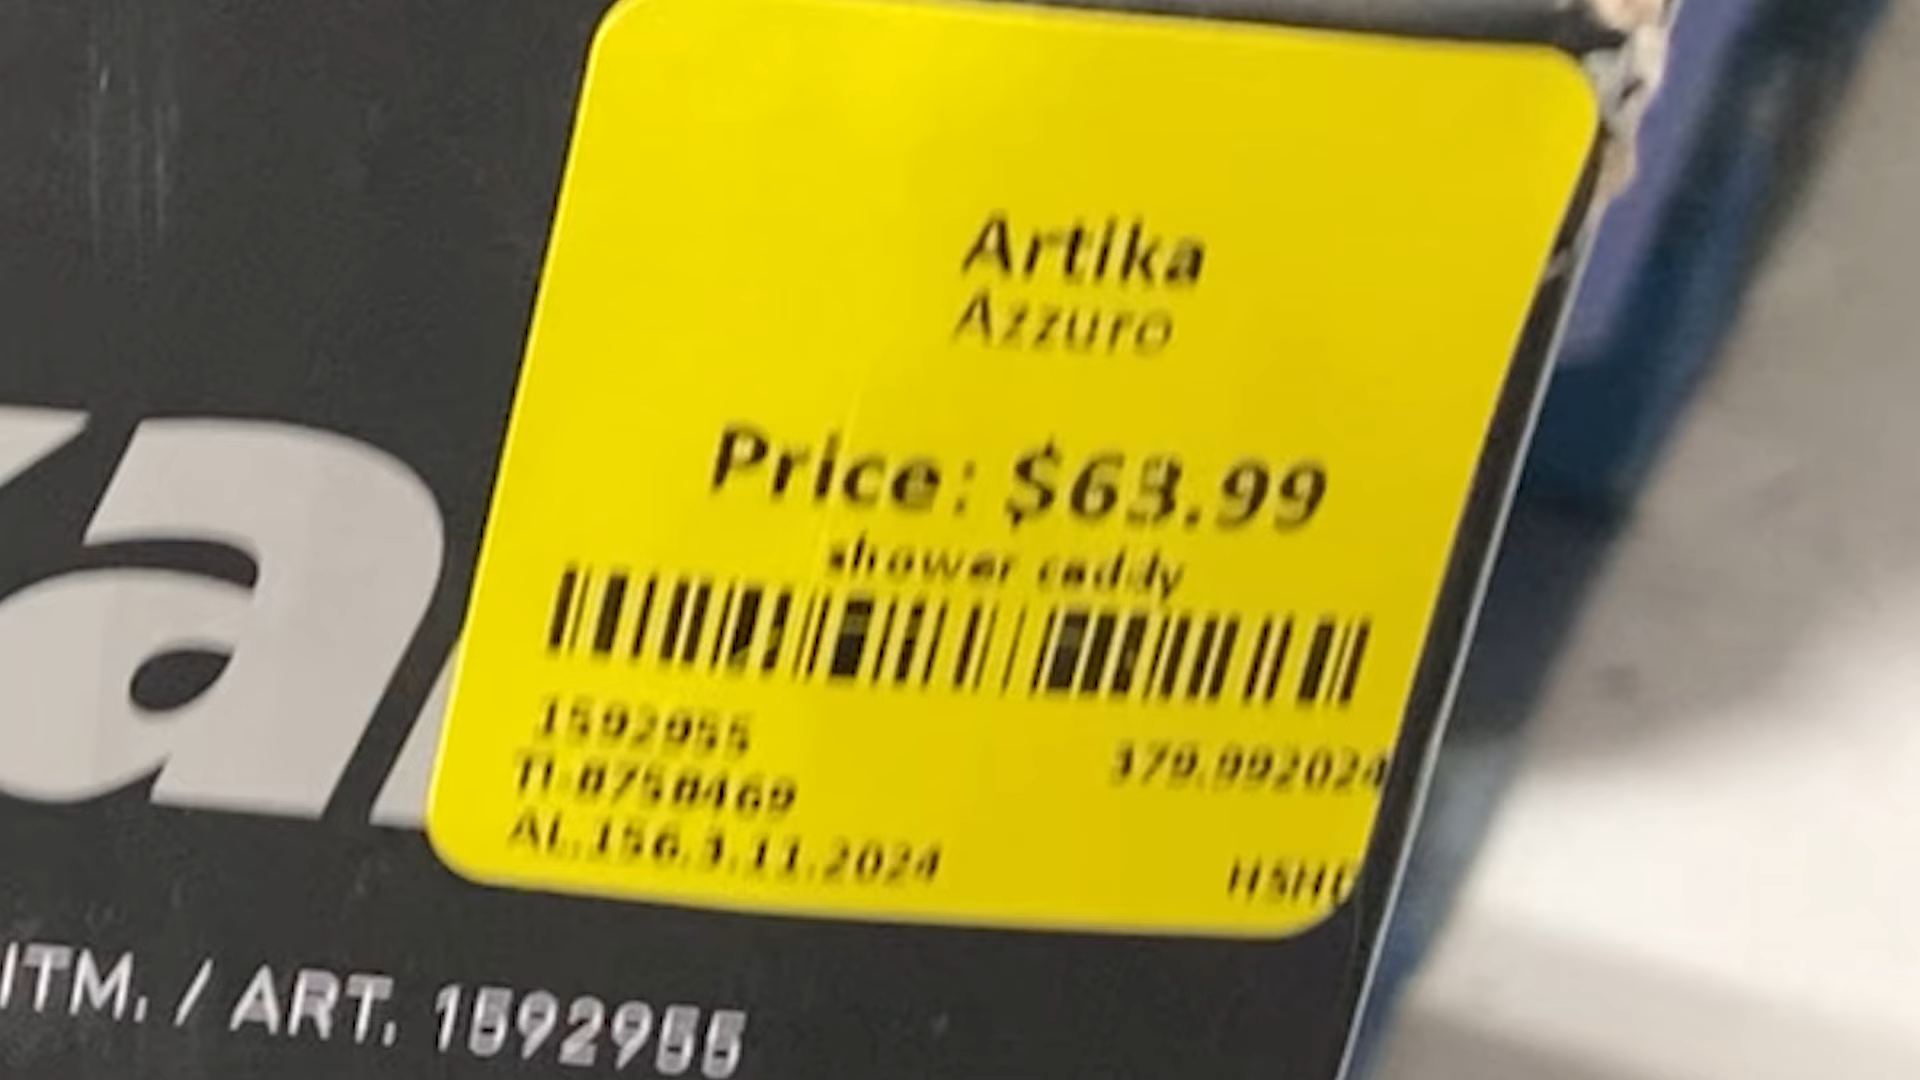 Artika
Azzuro
Price: $63.99
shower caddy
1592955
179.992024
TI-8758469
AL.156.3.11.2024
ITM. / ART. 1592955